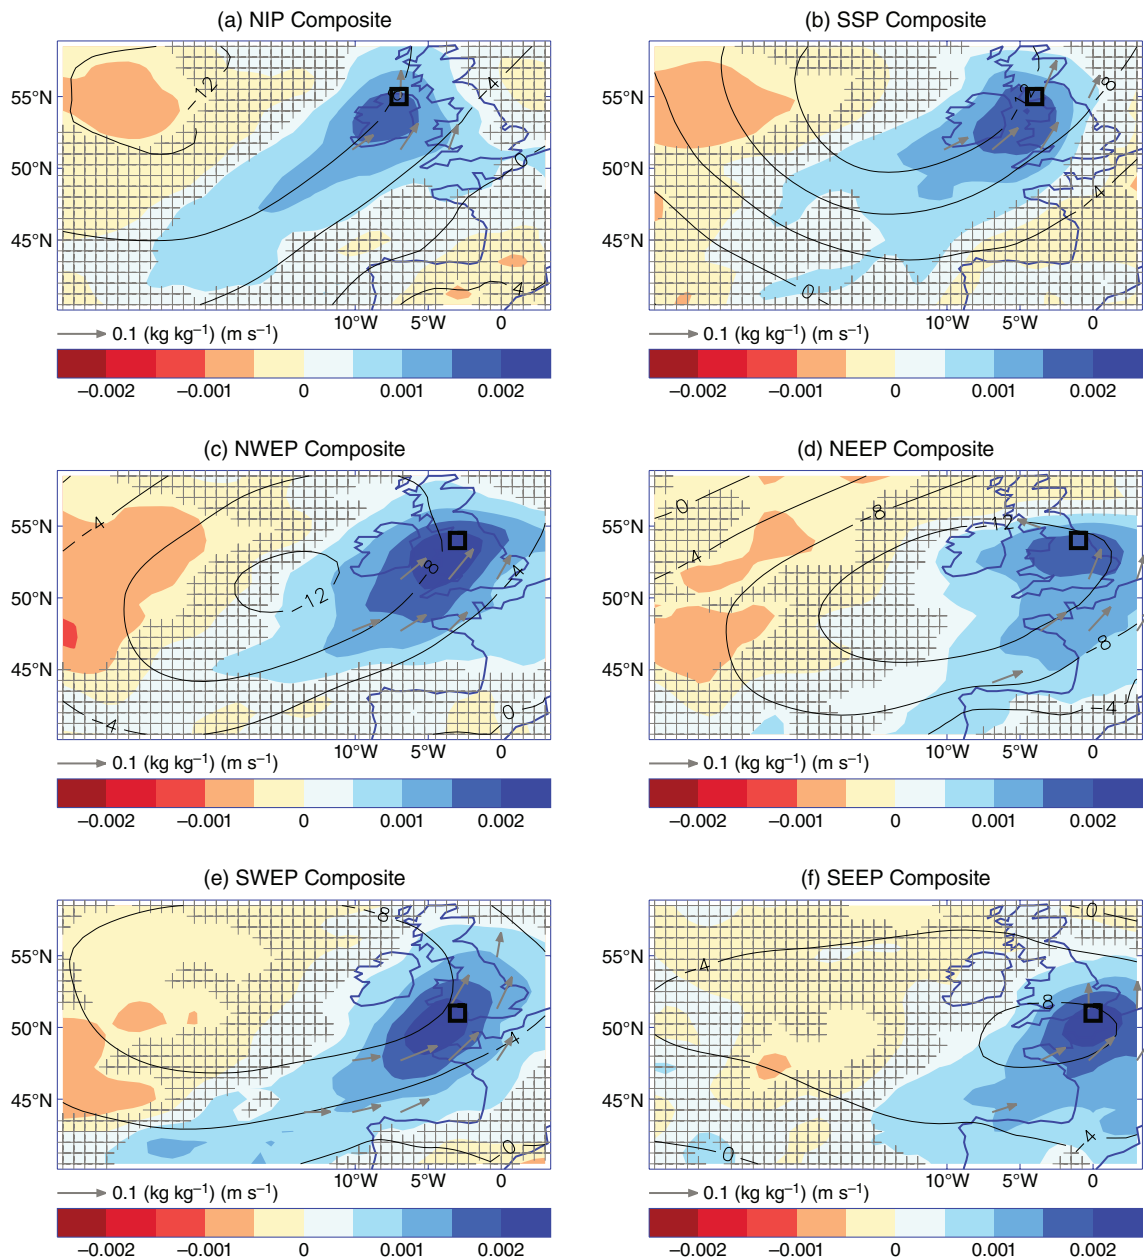 (a) NIP Composite
(b) SSP Composite
55°N
50°N
45°N
−12
−8
−4
0
−4
10°W 5°W 0
0.1 (kg kg⁻¹) (m s⁻¹)
−0.002 −0.001 0 0.001 0.002
55°N
50°N
45°N
−12
−8
−4
0
10°W 5°W 0
0.1 (kg kg⁻¹) (m s⁻¹)
−0.002 −0.001 0 0.001 0.002
(c) NWEP Composite
(d) NEEP Composite
55°N
50°N
45°N
−4
−8
−12
−4
−4
0
10°W 5°W 0
0.1 (kg kg⁻¹) (m s⁻¹)
−0.002 −0.001 0 0.001 0.002
55°N
50°N
45°N
0
−4
−8
−12
−8
−4
10°W 5°W 0
0.1 (kg kg⁻¹) (m s⁻¹)
−0.002 −0.001 0 0.001 0.002
(e) SWEP Composite
(f) SEEP Composite
55°N
50°N
45°N
−8
−4
0
10°W 5°W 0
0.1 (kg kg⁻¹) (m s⁻¹)
−0.002 −0.001 0 0.001 0.002
55°N
50°N
45°N
0
−4
−8
−4
0
10°W 5°W 0
0.1 (kg kg⁻¹) (m s⁻¹)
−0.002 −0.001 0 0.001 0.002